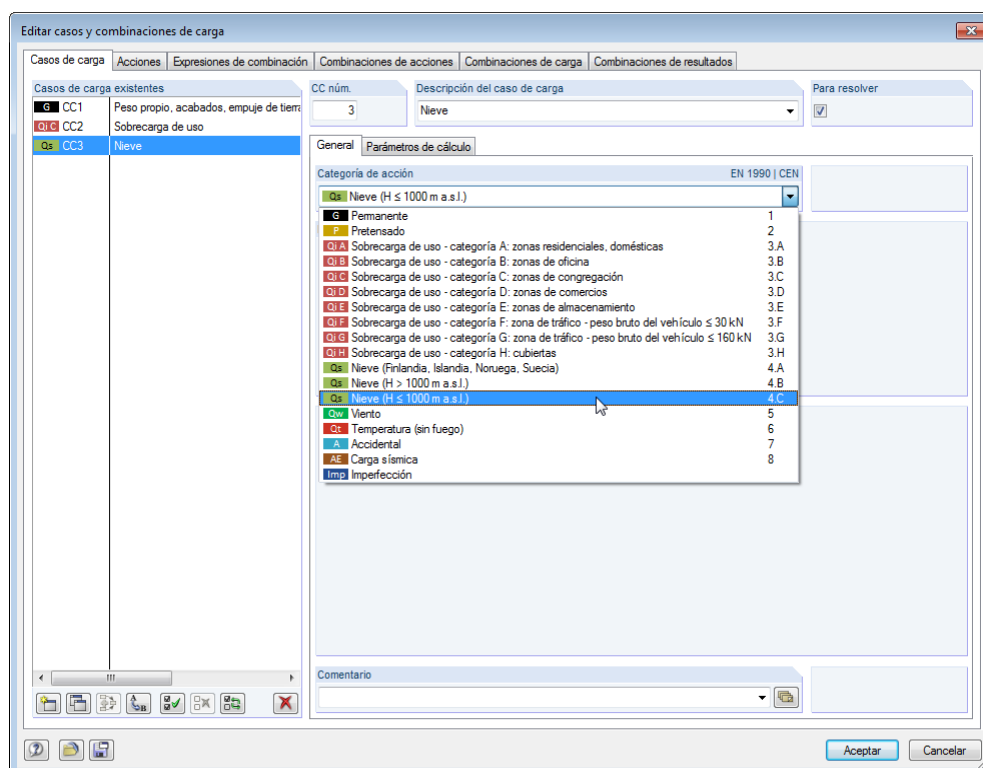 Editar casos y combinaciones de carga
Casos de carga Acciones Expresiones de combinación Combinaciones de acciones Combinaciones de carga Combinaciones de resultados
Casos de carga existentes
G CC1 Peso propio, acabados, empuje de tierra
Qi C CC2 Sobrecarga de uso
Qs CC3 Nieve
CC núm.
3
Descripción del caso de carga
Nieve
Para resolver
General Parámetros de cálculo
Categoría de acción EN 1990 | CEN
Qs Nieve (H ≤ 1000 m a.s.l.)
G Permanente 1
P Pretensado 2
Qi A Sobrecarga de uso - categoría A: zonas residenciales, domésticas 3.A
Qi B Sobrecarga de uso - categoría B: zonas de oficina 3.B
Qi C Sobrecarga de uso - categoría C: zonas de congregación 3.C
Qi D Sobrecarga de uso - categoría D: zonas de comercios 3.D
Qi E Sobrecarga de uso - categoría E: zonas de almacenamiento 3.E
Qi F Sobrecarga de uso - categoría F: zona de tráfico - peso bruto del vehículo ≤ 30 kN 3.F
Qi G Sobrecarga de uso - categoría G: zona de tráfico - peso bruto del vehículo ≤ 160 kN 3.G
Qi H Sobrecarga de uso - categoría H: cubiertas 3.H
Qs Nieve (Finlandia, Islandia, Noruega, Suecia) 4.A
Qs Nieve (H > 1000 m a.s.l.) 4.B
Qs Nieve (H ≤ 1000 m a.s.l.) 4.C
Qw Viento 5
Qt Temperatura (sin fuego) 6
A Accidental 7
AE Carga sísmica 8
Imp Imperfección
Comentario
Aceptar Cancelar